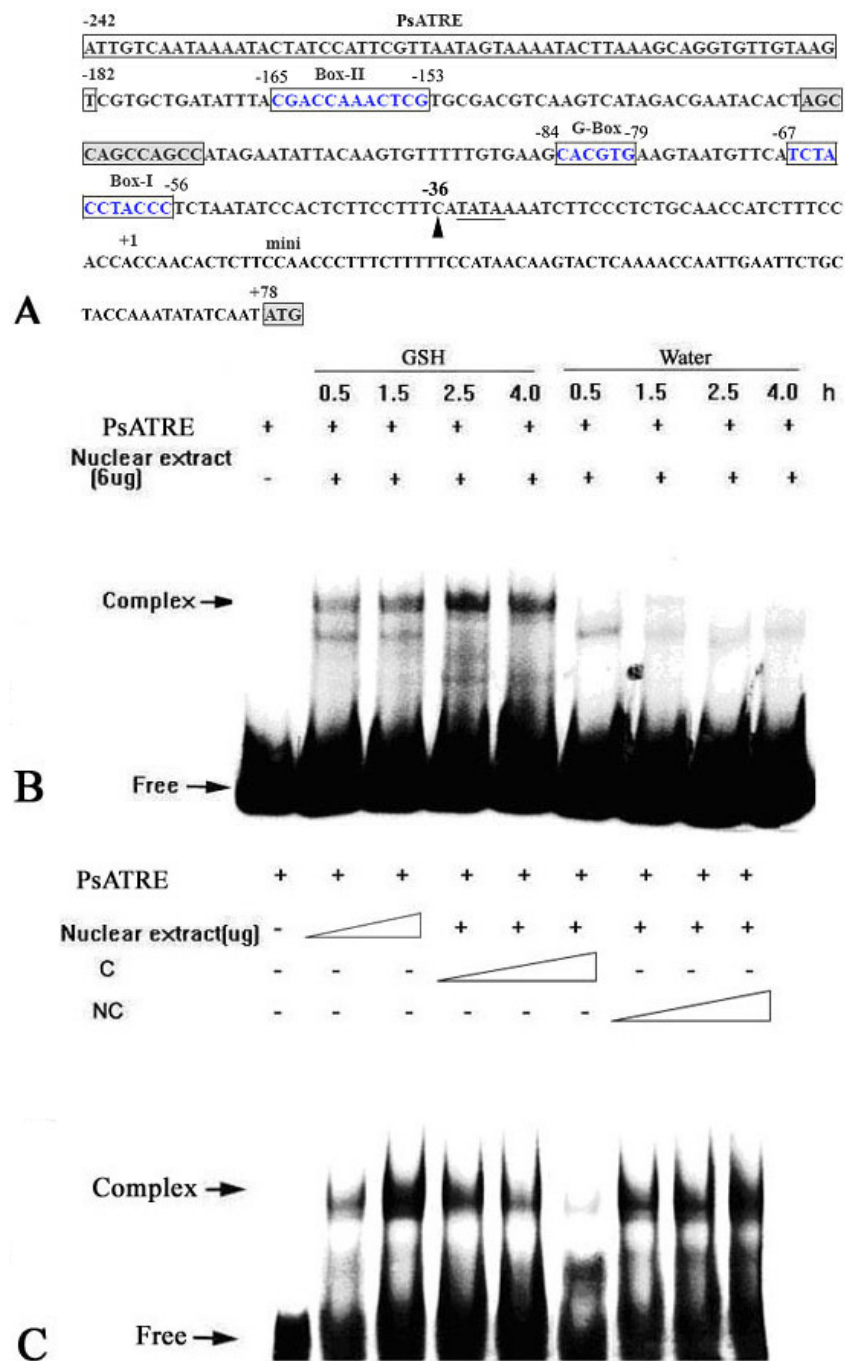 -242 PsATRE
ATTGTCAATAAAATACTATCCATTCGTTAATAGTAAAATACTTAAAGCAGGTGTTGTAAG
-182 -165 Box-II -153
TCGTGCTGATATTTACGACCAAACTCGTGCGACGTCAAGTCATAGACGAATACACTAGC
-84 G-Box -79 -67
CAGCCAGCCATAGAATATTACAAGTGTTTTTGTGAAGCACGTGAAGTAATGTTCATCTA
Box-I -56 -36
CCTACCCTCTAATATCCACTCTTCCTTTCATATAAAATCTTCCCTCTGCAACCATCTTTCC
+1 mini
ACCACCAACACTCTTCCAACCCTTTCTTTTTCCATAACAAGTACTCAAAACCAATTGAATTCTGC
+78
TACCAAATATATCAATATG
A
GSH Water
0.5 1.5 2.5 4.0 0.5 1.5 2.5 4.0 h
PsATRE + + + + + + + + +
Nuclear extract
(6ug) - + + + + + + + +
Complex
Free
B
PsATRE + + + + + + + + +
Nuclear extract(ug) - + + + + + +
C - - - - - -
NC - - - - - -
Complex
Free
C